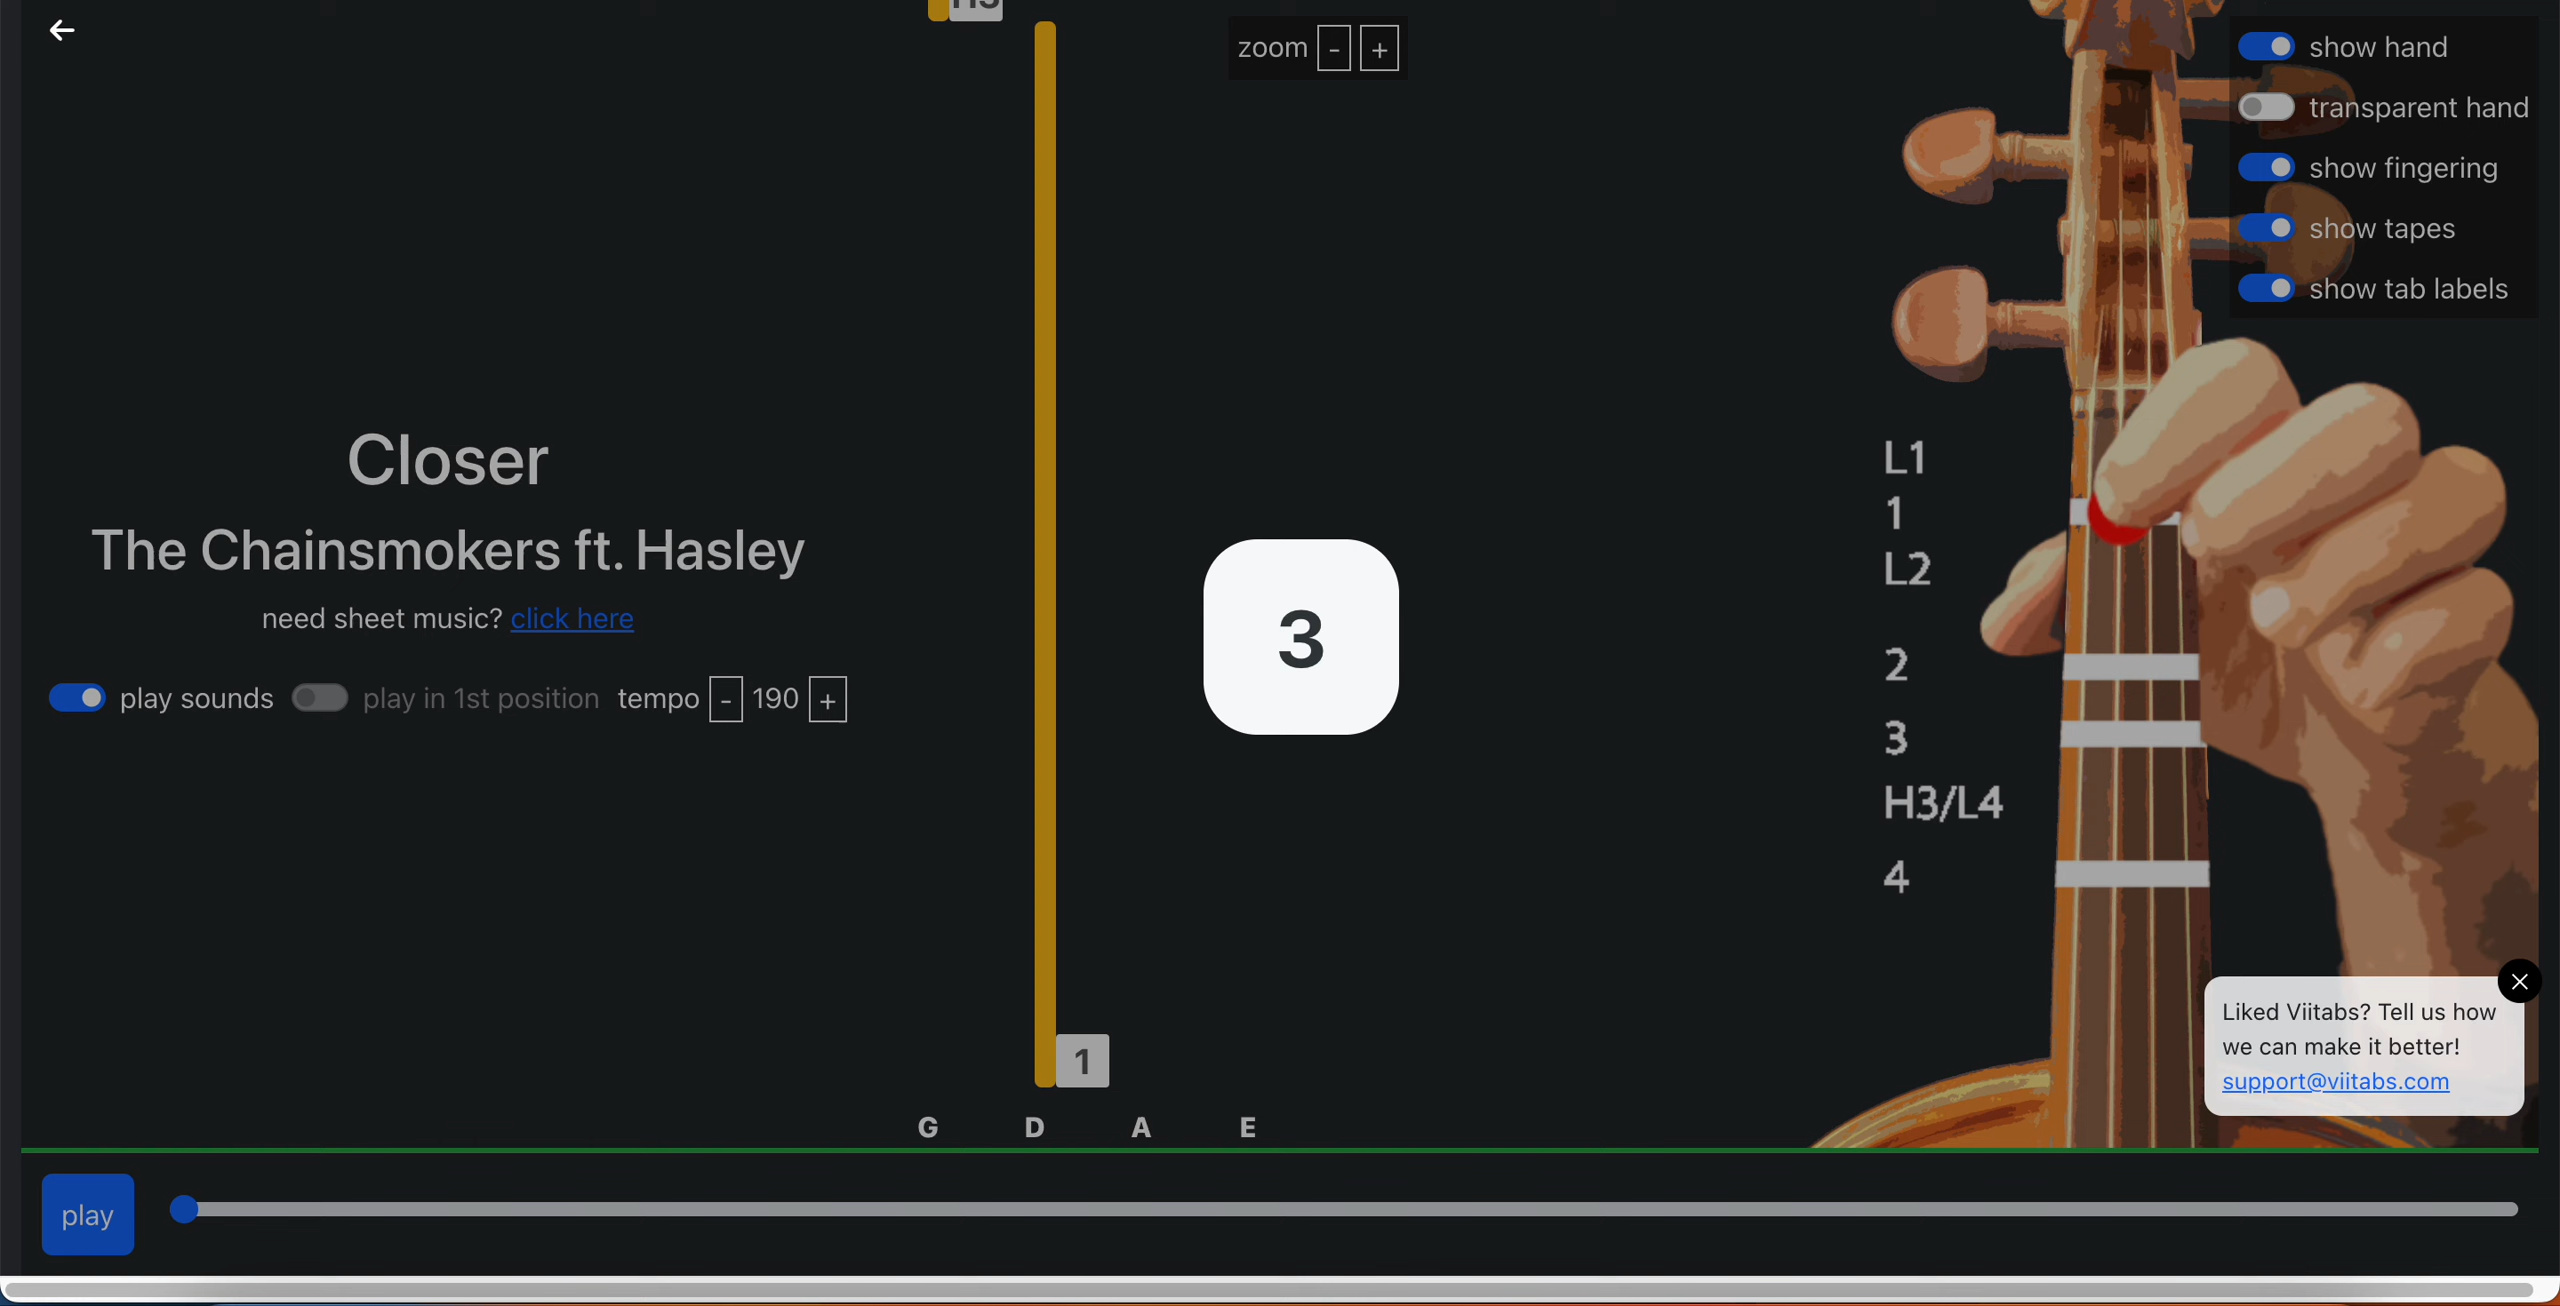 H3
zoom - +
show hand
transparent hand
show fingering
show tapes
show tab labels
Closer
The Chainsmokers ft. Hasley
need sheet music? click here
play sounds play in 1st position tempo - 190 +
3
L1
1
L2
2
3
H3/L4
4
1
G D A E
Liked Viitabs? Tell us how
we can make it better!
support@viitabs.com
play